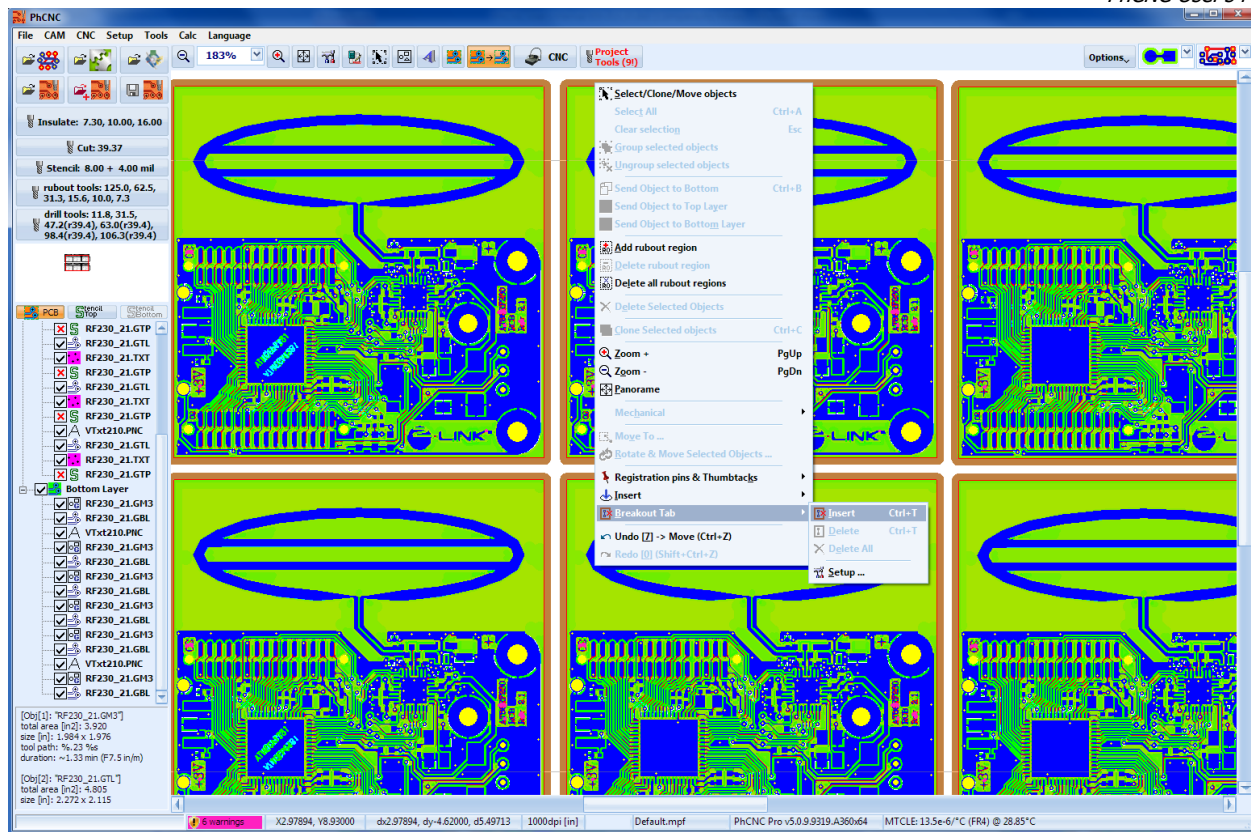 PhCNC
File CAM CNC Setup Tools Calc Language
183%
CNC
Project
Tools (9!)
Options
Insulate: 7.30, 10.00, 16.00
Cut: 39.37
Stencil: 8.00 + 4.00 mil
rubout tools: 125.0, 62.5,
31.3, 15.6, 10.0, 7.3
drill tools: 11.8, 31.5,
47.2(r39.4), 63.0(r39.4),
98.4(r39.4), 106.3(r39.4)
PCB Stencil Top Stencil Bottom
RF230_21.GTP
RF230_21.GTL
RF230_21.TXT
RF230_21.GTP
RF230_21.GTL
RF230_21.TXT
RF230_21.GTP
VTxt210.PNC
RF230_21.GTL
RF230_21.TXT
RF230_21.GTP
Bottom Layer
RF230_21.GM3
RF230_21.GBL
VTxt210.PNC
RF230_21.GM3
RF230_21.GBL
RF230_21.GM3
RF230_21.GBL
RF230_21.GM3
RF230_21.GBL
RF230_21.GM3
RF230_21.GBL
VTxt210.PNC
RF230_21.GM3
RF230_21.GBL
[Obj[1]: "RF230_21.GM3"]
total area [in2]: 3.920
size [in]: 1.984 x 1.976
tool path: %.23 %s
duration: ~1.33 min (F7.5 in/m)
[Obj[2]: "RF230_21.GTL"]
total area [in2]: 4.805
size [in]: 2.272 x 2.115
Select/Clone/Move objects
Select All Ctrl+A
Clear selection Esc
Group selected objects
Ungroup selected objects
Send Object to Bottom Ctrl+B
Send Object to Top Layer
Send Object to Bottom Layer
Add rubout region
Delete rubout region
Delete all rubout regions
Delete Selected Objects
Clone Selected objects Ctrl+C
Zoom + PgUp
Zoom - PgDn
Panorame
Mechanical
Move To ...
Rotate & Move Selected Objects ...
Registration pins & Thumbtacks
Insert
Breakout Tab
Undo [7] -> Move (Ctrl+Z)
Redo [0] (Shift+Ctrl+Z)
Insert Ctrl+T
Delete Ctrl+T
Delete All
Setup ...
+3V
Z-LINK™
-LINK™
+3V
Z-LINK™
+3V
+3V
+3V
6 warnings X2.97894, Y8.93000 dx2.97894, dy-4.62000, d5.49713 1000dpi [in] Default.mpf PhCNC Pro v5.0.9.9319.A360x64 MTCLE: 13.5e-6/°C (FR4) @ 28.85°C